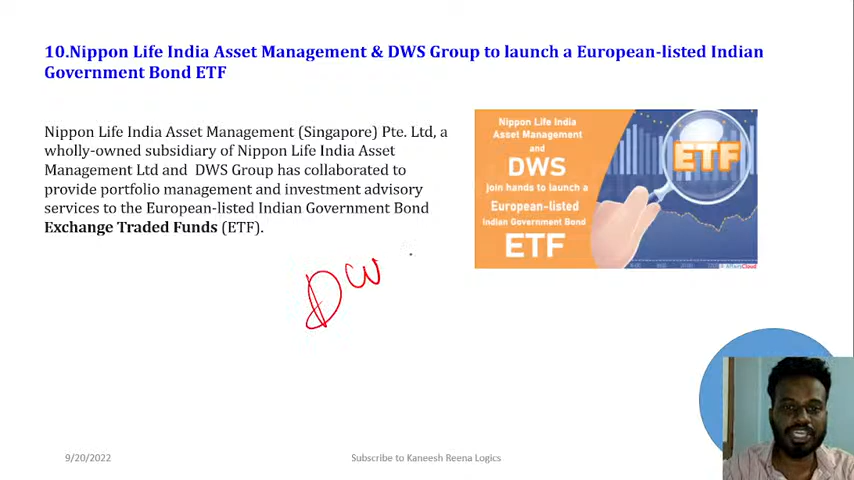 10.Nippon Life India Asset Management & DWS Group to launch a European-listed Indian
Government Bond ETF
Nippon Life India Asset Management (Singapore) Pte. Ltd, a
wholly-owned subsidiary of Nippon Life India Asset
Management Ltd and DWS Group has collaborated to
provide portfolio management and investment advisory
services to the European-listed Indian Government Bond
Exchange Traded Funds (ETF).
Nippon Life India
Asset Management
and
DWS
join hands to launch a
European-listed
Indian Government Bond
ETF
ETF
DW
9/20/2022
Subscribe to Kaneesh Reena Logics